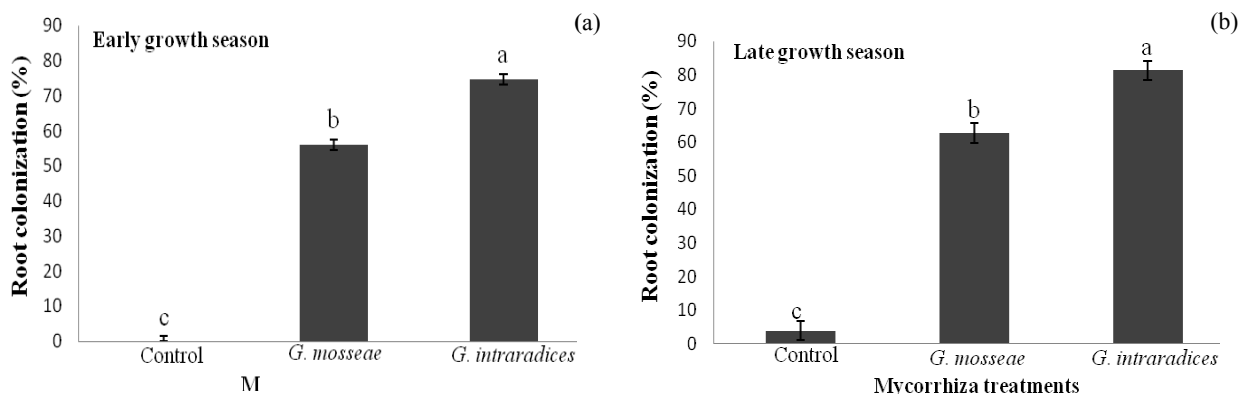 (a)
Early growth season
Root colonization (%)
90
80
70
60
50
40
30
20
10
0
c
b
a
Control
G. mosseae
G. intraradices
M
(b)
Late growth season
Root colonization (%)
90
80
70
60
50
40
30
20
10
0
c
b
a
Control
G. mosseae
G. intraradices
Mycorrhiza treatments